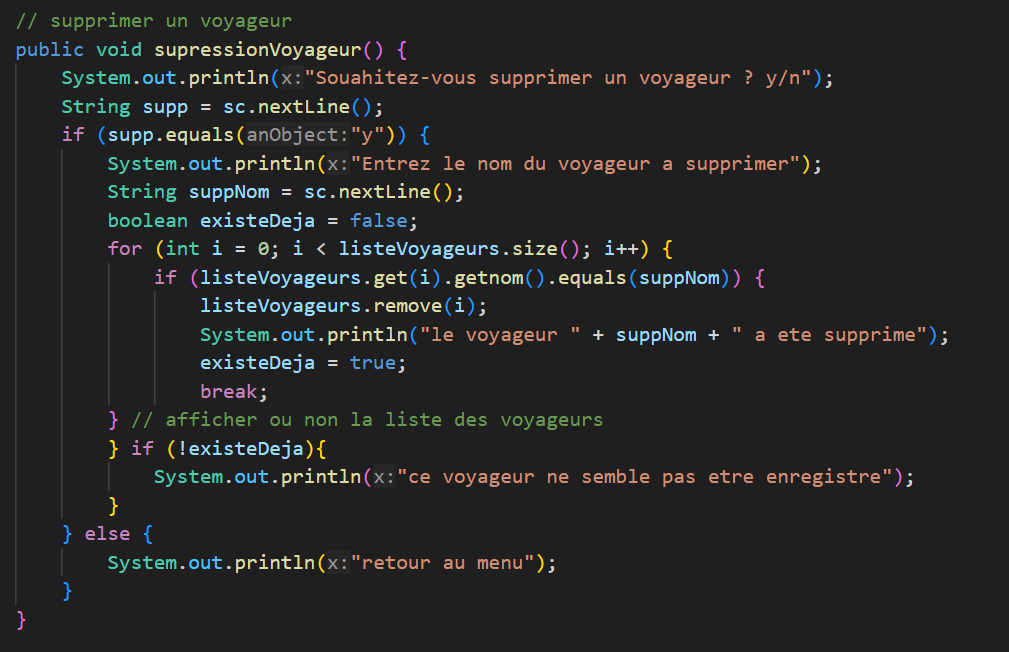 // supprimer un voyageur
public void supressionVoyageur() {
System.out.println(x:"Souahitez-vous supprimer un voyageur ? y/n");
String supp = sc.nextLine();
if (supp.equals(anObject:"y")) {
System.out.println(x:"Entrez le nom du voyageur a supprimer");
String suppNom = sc.nextLine();
boolean existeDeja = false;
for (int i = 0; i < listeVoyageurs.size(); i++) {
if (listeVoyageurs.get(i).getnom().equals(suppNom)) {
listeVoyageurs.remove(i);
System.out.println("le voyageur " + suppNom + " a ete supprime");
existeDeja = true;
break;
} // afficher ou non la liste des voyageurs
} if (!existeDeja){
System.out.println(x:"ce voyageur ne semble pas etre enregistre");
}
} else {
System.out.println(x:"retour au menu");
}
}